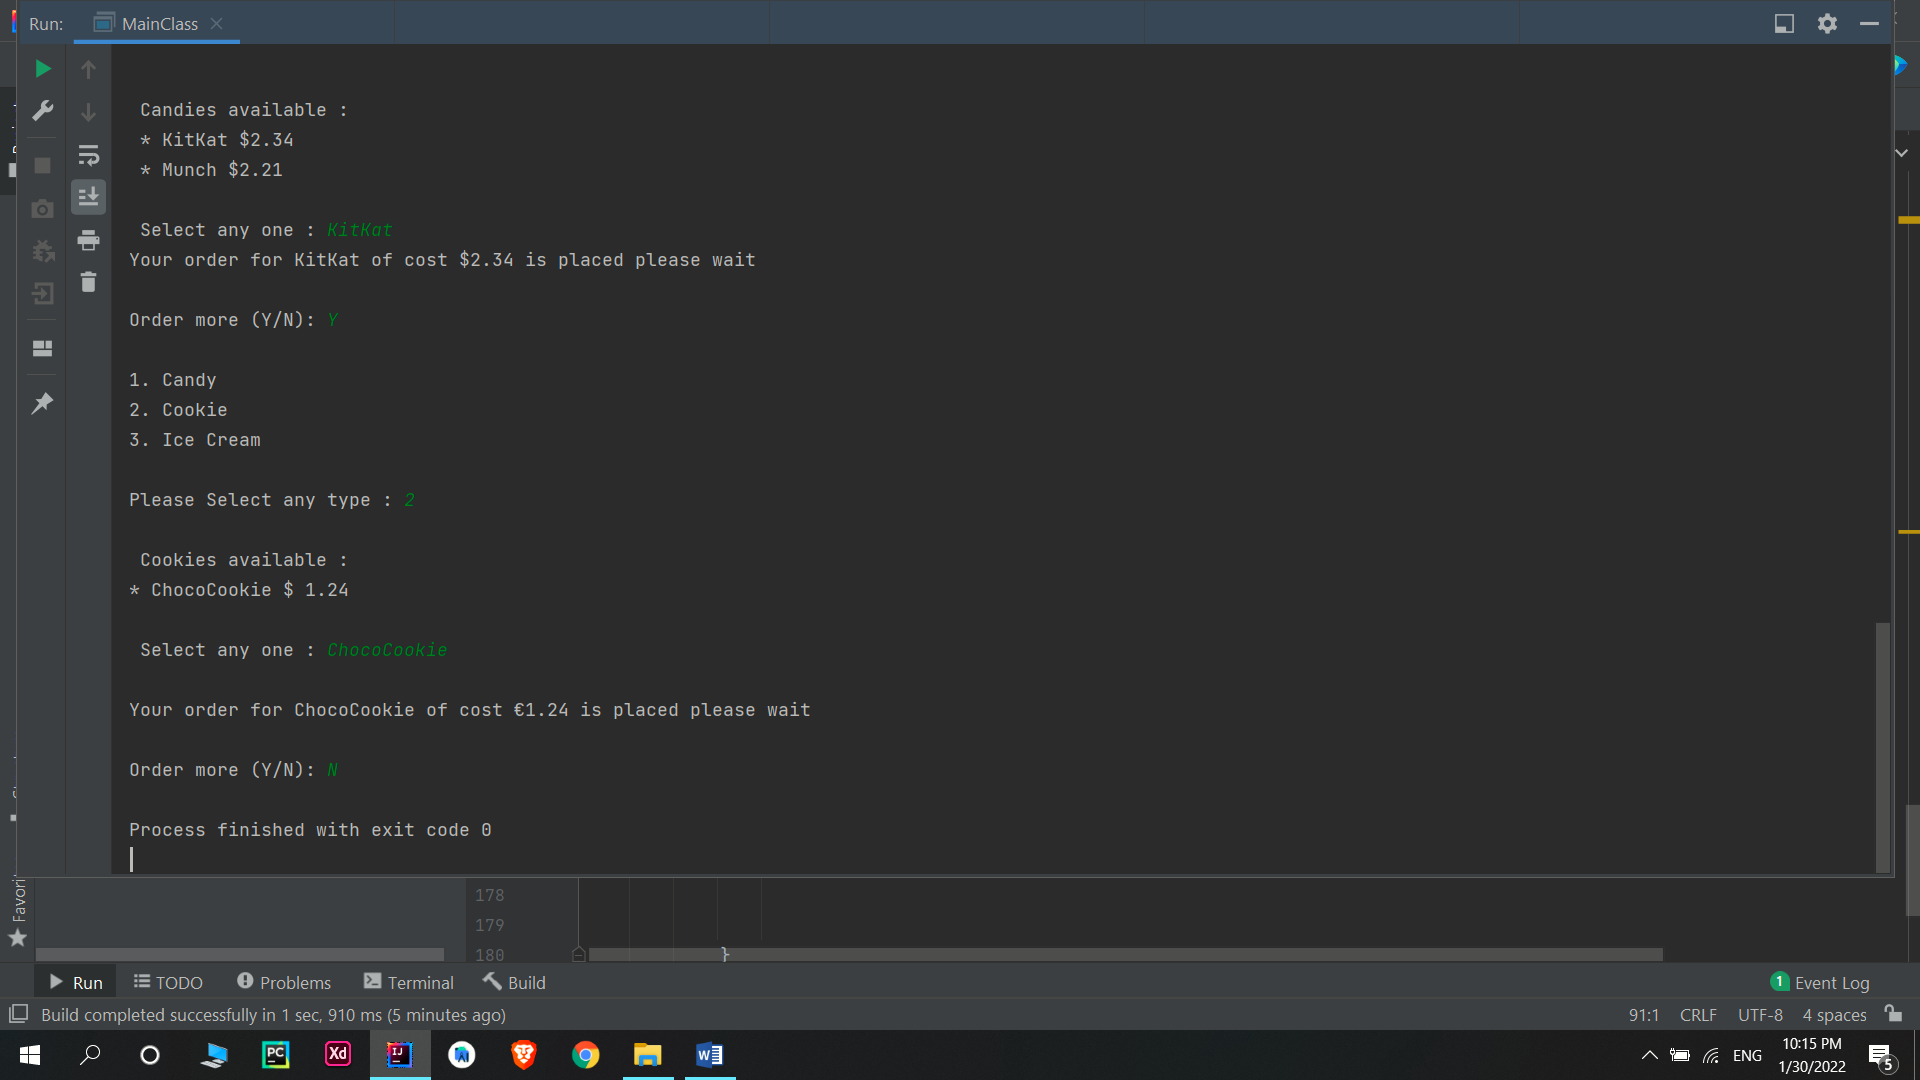 Run: MainClass
Candies available :
* KitKat $2.34
* Munch $2.21
Select any one : KitKat
Your order for KitKat of cost $2.34 is placed please wait
Order more (Y/N): Y
1. Candy
2. Cookie
3. Ice Cream
Please Select any type : 2
Cookies available :
* ChocoCookie $ 1.24
Select any one : ChocoCookie
Your order for ChocoCookie of cost €1.24 is placed please wait
Order more (Y/N): N
Process finished with exit code 0
178
179
180 }
Run TODO Problems Terminal Build 1 Event Log
Build completed successfully in 1 sec, 910 ms (5 minutes ago) 91:1 CRLF UTF-8 4 spaces
PC Xd IJ W ENG 10:15 PM
1/30/2022 5